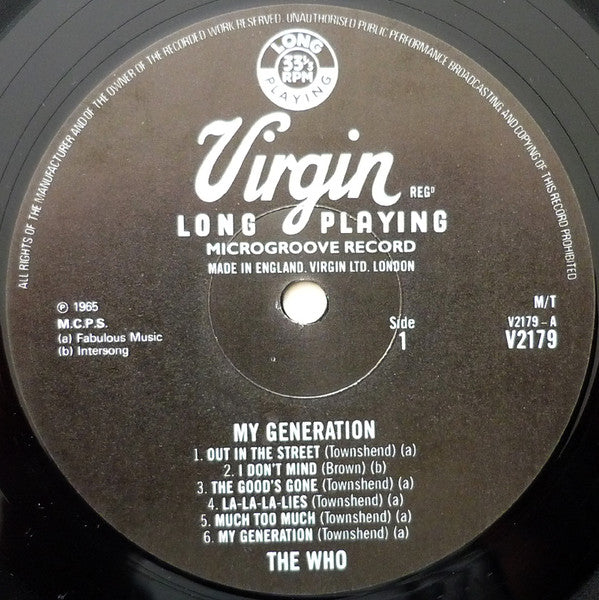 ALL RIGHTS OF THE MANUFACTURER AND OF THE OWNER OF THE RECORDED WORK RESERVED. UNAUTHORISED PUBLIC PERFORMANCE BROADCASTING AND COPYING OF THIS RECORD PROHIBITED
LONG
33⅓
RPM
PLAYING
Virgin REGD
LONG PLAYING
MICROGROOVE RECORD
MADE IN ENGLAND. VIRGIN LTD. LONDON
℗ 1965
M.C.P.S.
(a) Fabulous Music
(b) Intersong
Side
1
M/T
V2179 - A
V2179
MY GENERATION
1. OUT IN THE STREET (Townshend) (a)
2. I DON'T MIND (Brown) (b)
3. THE GOOD'S GONE (Townshend) (a)
4. LA-LA-LA-LIES (Townshend) (a)
5. MUCH TOO MUCH (Townshend) (a)
6. MY GENERATION (Townshend) (a)
THE WHO